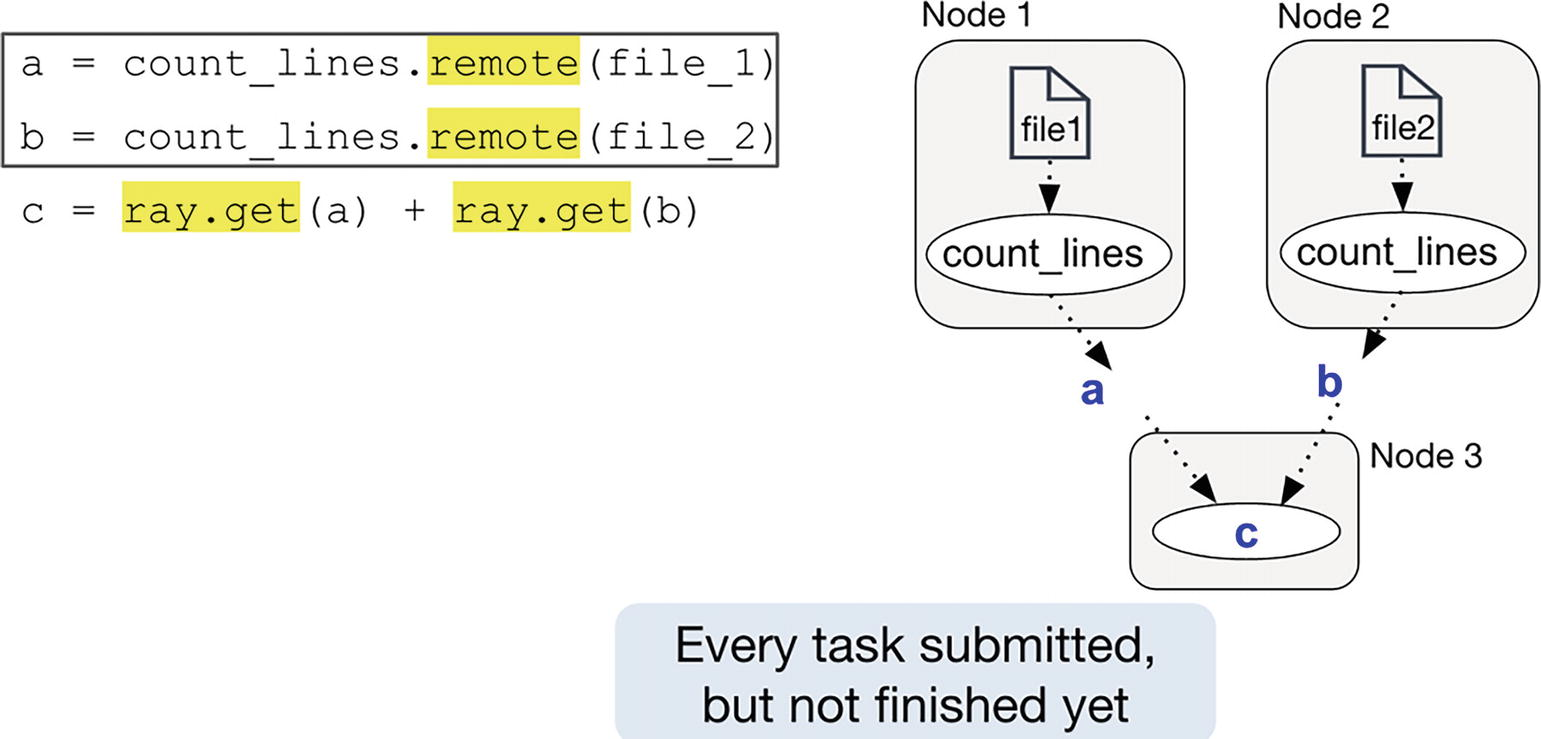 a = count_lines.remote(file_1)
b = count_lines.remote(file_2)
c = ray.get(a) + ray.get(b)
Node 1
Node 2
file1
file2
count_lines
count_lines
a
b
Node 3
c
Every task submitted,
but not finished yet